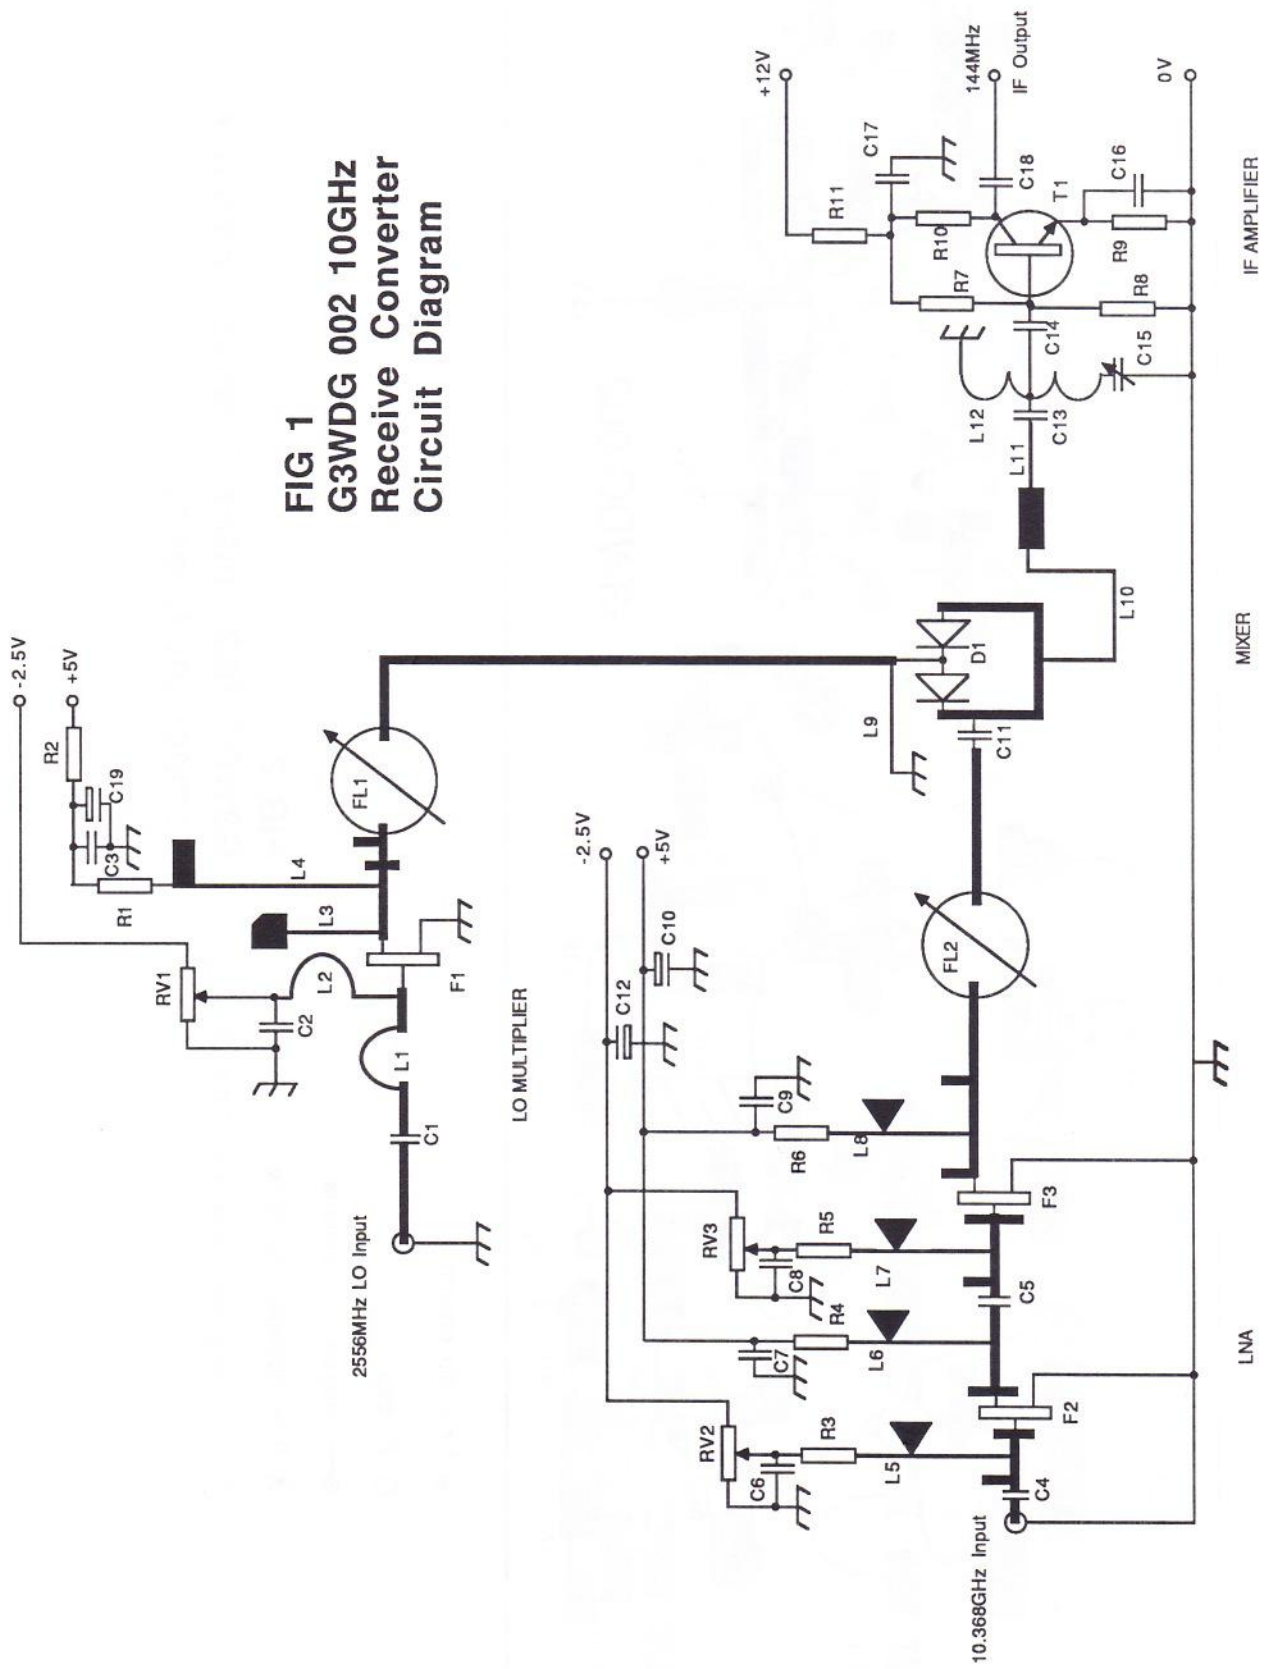 FIG 1
G3WDG 002 10GHz
Receive Converter
Circuit Diagram
-2.5V
+5V
R2
C19
C3
R1
L4
L3
FL1
RV1
L2
C2
F1
L1
C1
2556MHz LO Input
LO MULTIPLIER
+12V
R11
C17
144MHz
IF Output
R10
C18
R7
T1
C16
R9
R8
C14
C15
L12
C13
L11
0V
IF AMPLIFIER
L10
D1
L9
C11
MIXER
-2.5V
+5V
C10
C12
FL2
C9
R6
L8
RV3
R5
C8
L7
F3
R4
C7
L6
C5
RV2
R3
C6
L5
F2
C4
10.368GHz Input
LNA